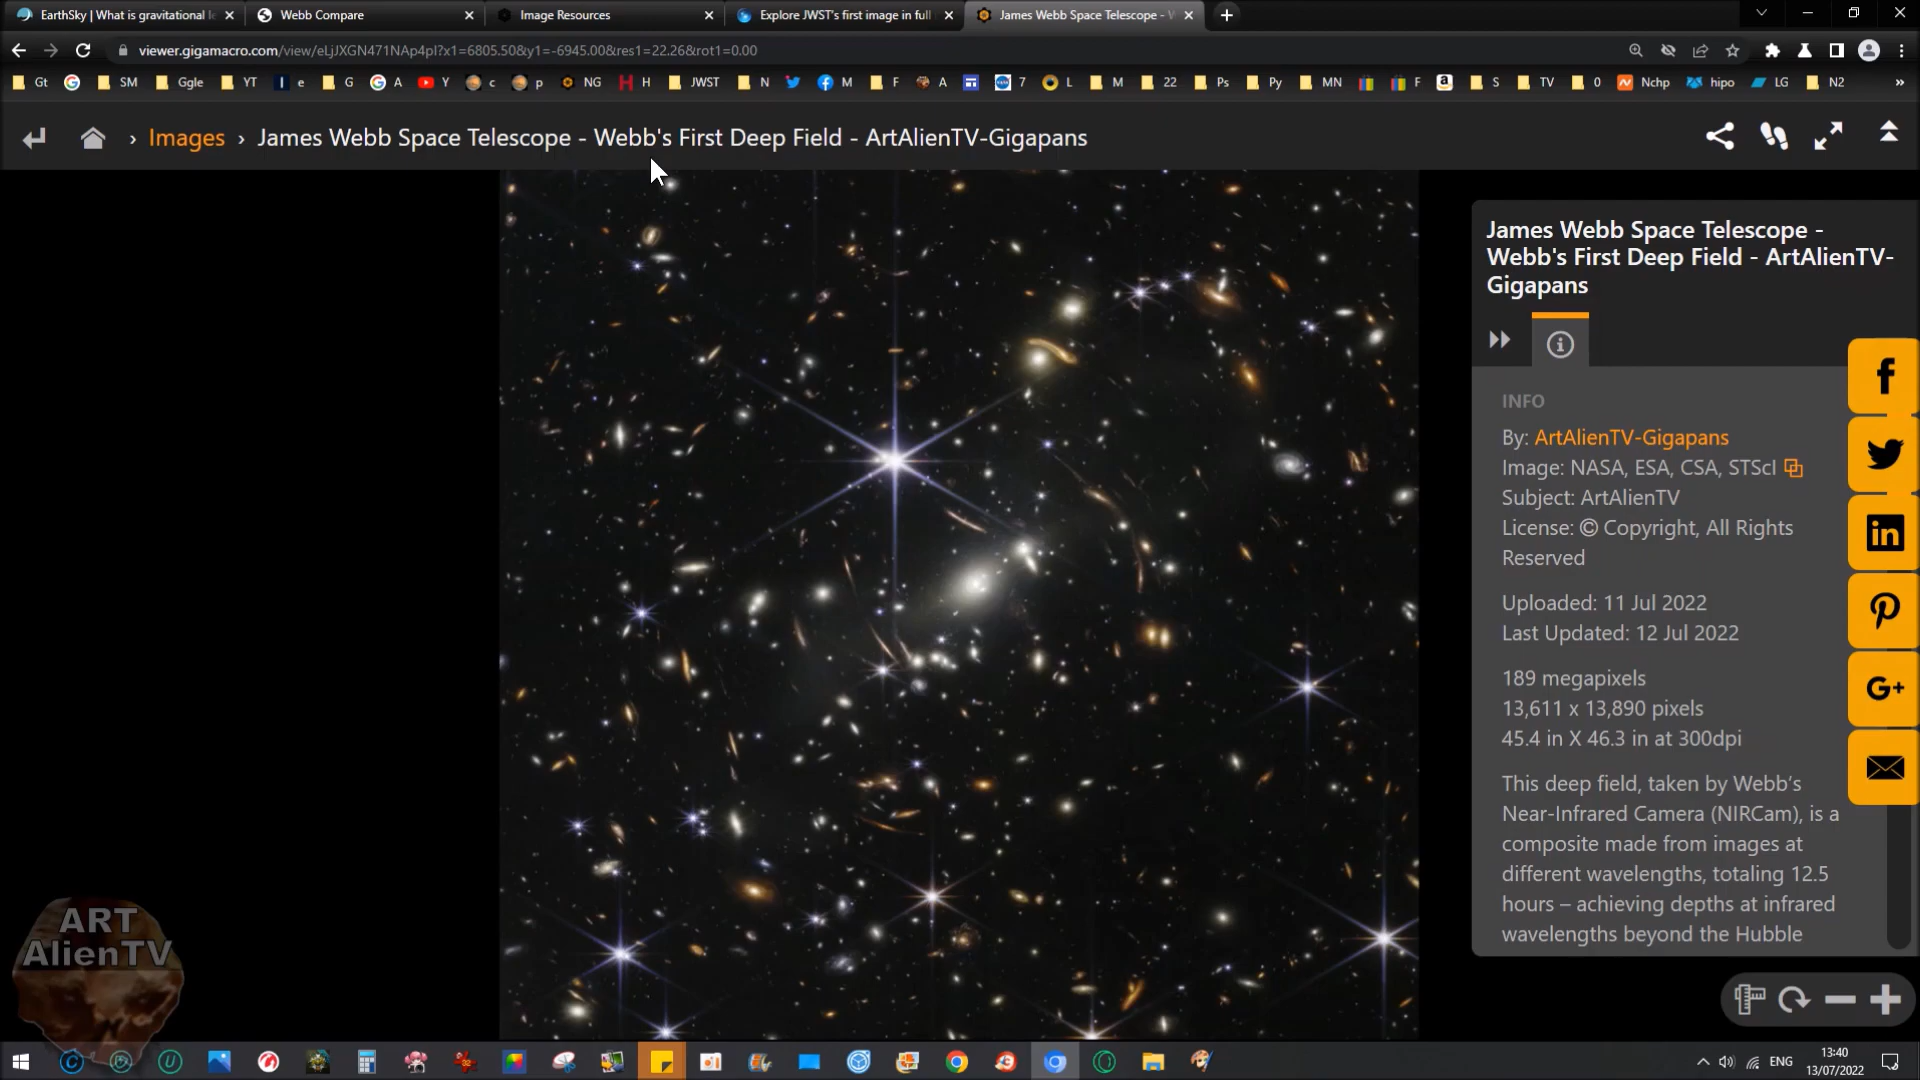 EarthSky | What is gravitational le
Webb Compare
Image Resources
Explore JWST's first image in full
James Webb Space Telescope - W
viewer.gigamacro.com/view/eLjJXGN471NAp4pI?x1=6805.50&y1=-6945.00&res1=22.26&rot1=0.00
Gt SM Ggle YT e G A Y c p NG H JWST N M F A 7 L M 22 Ps Py MN F S TV 0 Nchp hipo LG N2 »
› Images › James Webb Space Telescope - Webb's First Deep Field - ArtAlienTV-Gigapans
James Webb Space Telescope -
Webb's First Deep Field - ArtAlienTV-
Gigapans
INFO
By: ArtAlienTV-Gigapans
Image: NASA, ESA, CSA, STScI
Subject: ArtAlienTV
License: © Copyright, All Rights
Reserved
Uploaded: 11 Jul 2022
Last Updated: 12 Jul 2022
189 megapixels
13,611 x 13,890 pixels
45.4 in X 46.3 in at 300dpi
This deep field, taken by Webb’s
Near-Infrared Camera (NIRCam), is a
composite made from images at
different wavelengths, totaling 12.5
hours – achieving depths at infrared
wavelengths beyond the Hubble
ART
AlienTV
ENG
13:40
13/07/2022